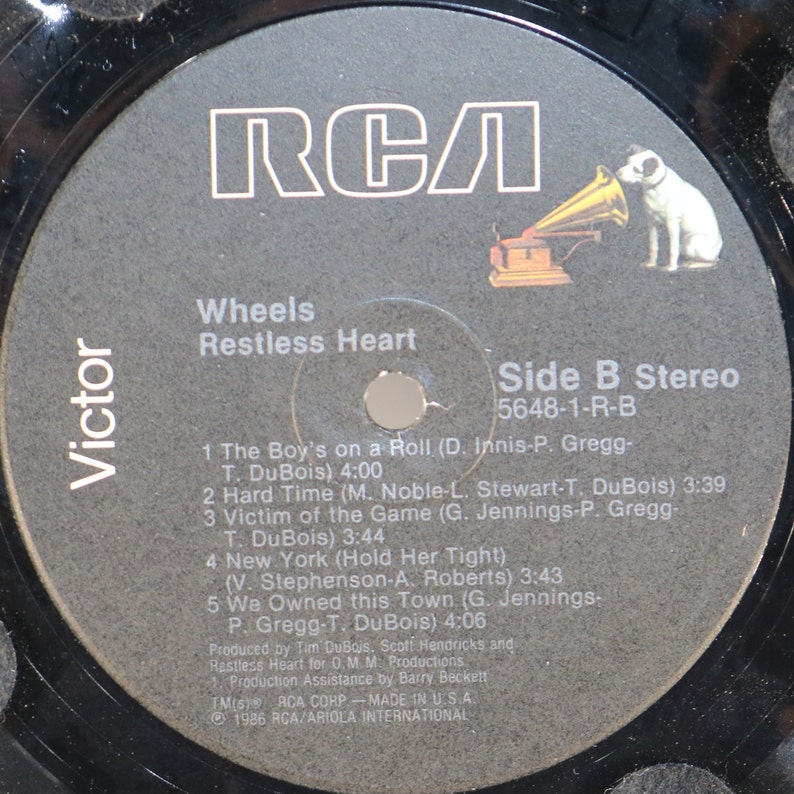 RCA
Victor
Wheels
Restless Heart
Side B Stereo
5648-1-R-B
1 The Boy's on a Roll (D. Innis-P. Gregg-
T. DuBois) 4:00
2 Hard Time (M. Noble-L. Stewart-T. DuBois) 3:39
3 Victim of the Game (G. Jennings-P. Gregg-
T. DuBois) 3:44
4 New York (Hold Her Tight)
(V. Stephenson-A. Roberts) 3:43
5 We Owned this Town (G. Jennings-
P. Gregg-T. DuBois) 4:06
Produced by Tim DuBois, Scott Hendricks and
Restless Heart for O.M.M. Productions
1. Production Assistance by Barry Beckett
TM(s)® RCA CORP — MADE IN U.S.A.
℗ 1986 RCA/ARIOLA INTERNATIONAL